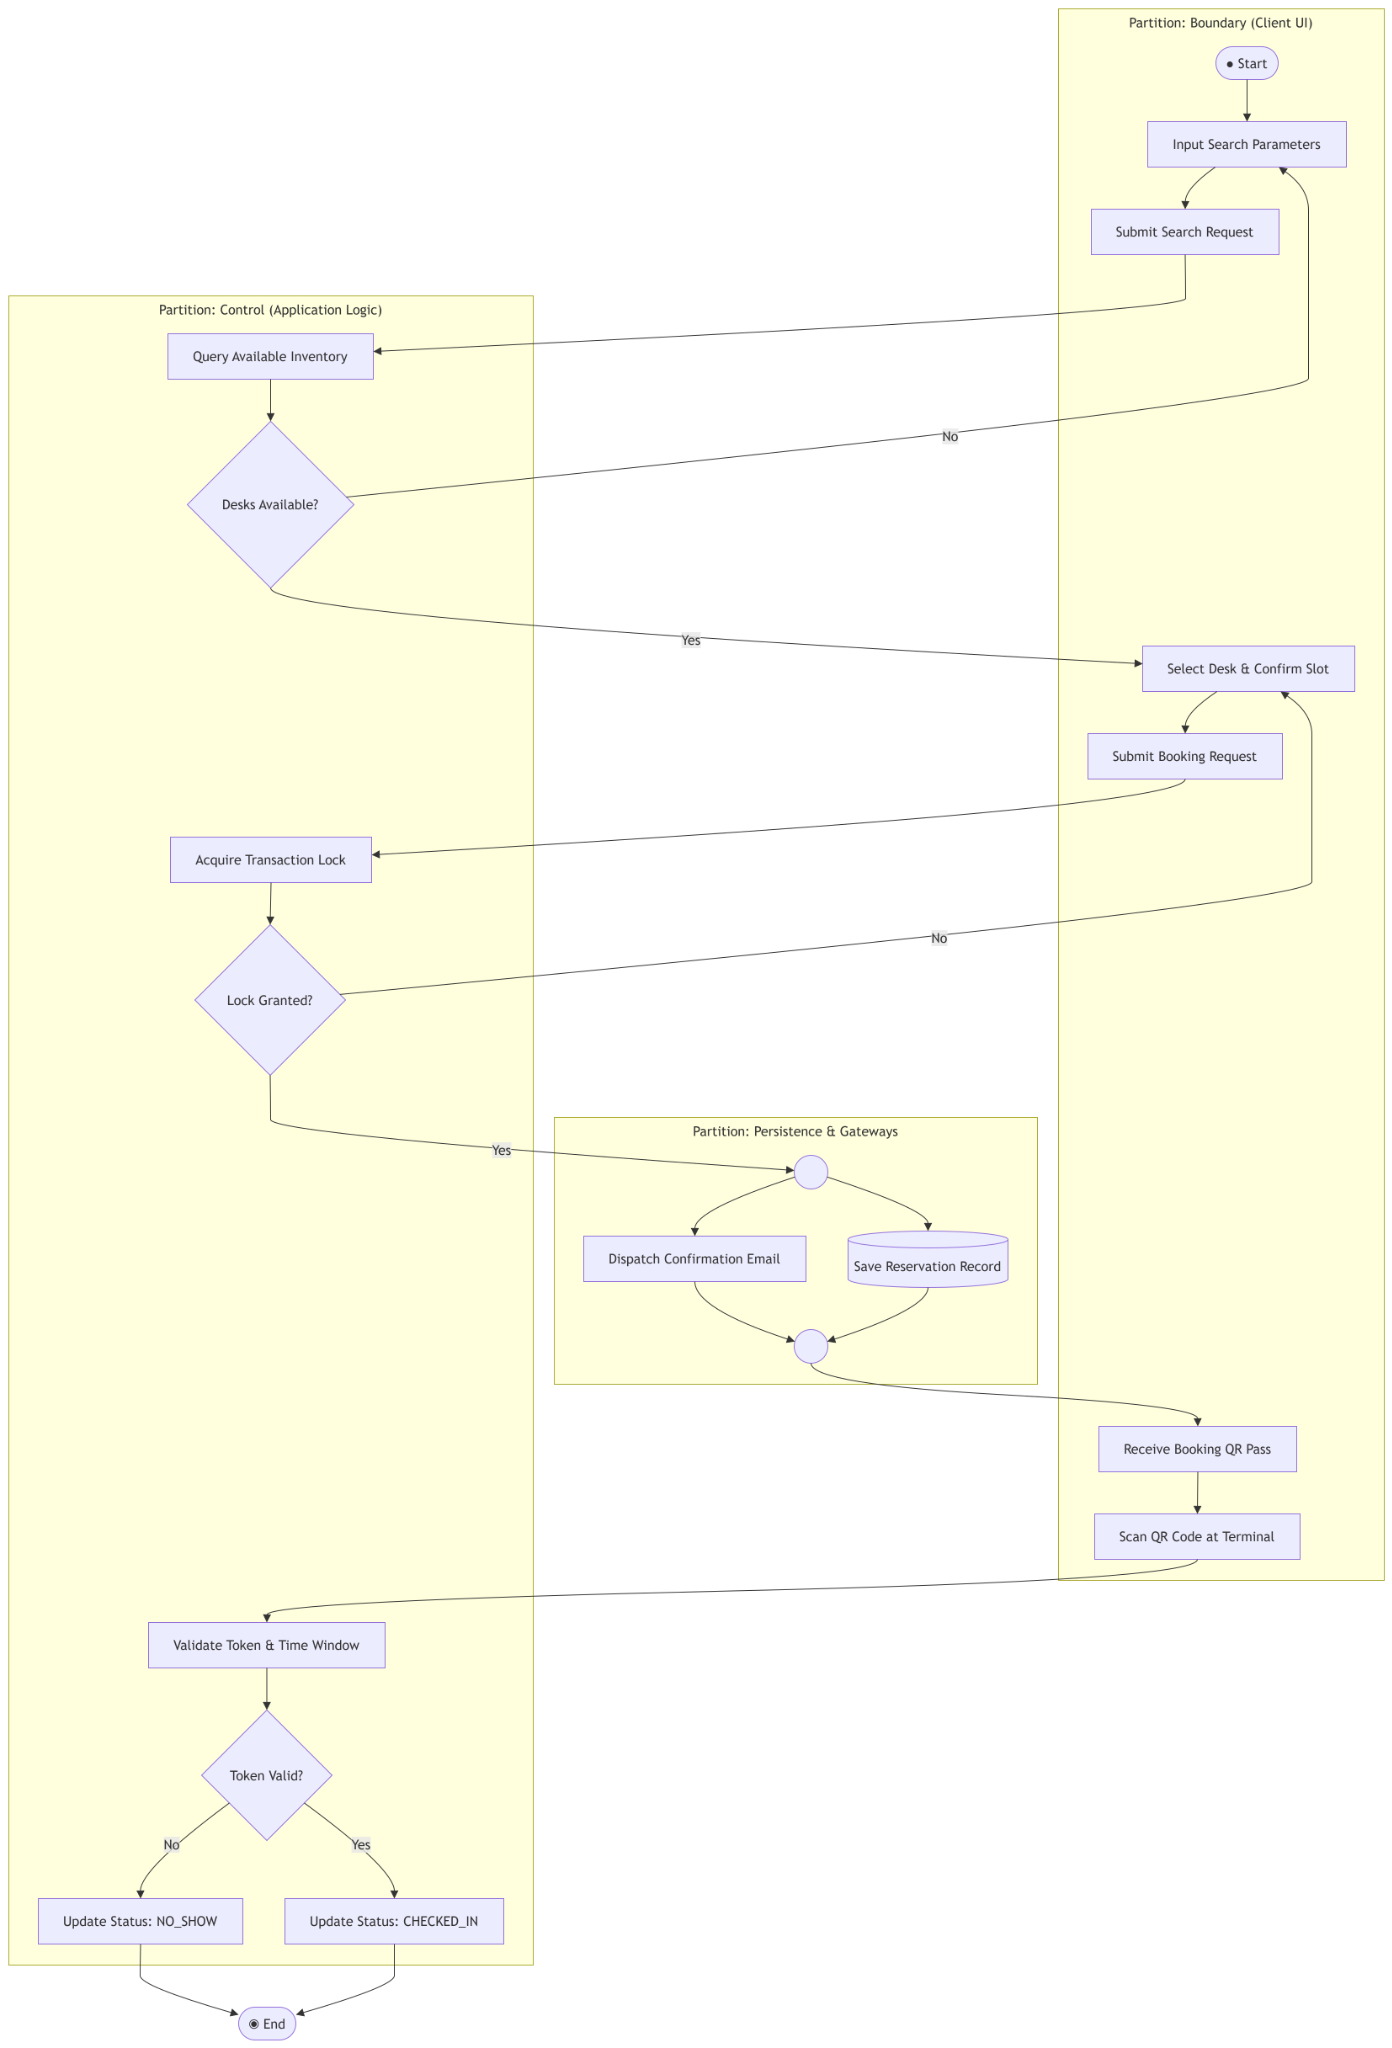 Partition: Boundary (Client UI)
● Start
Input Search Parameters
Submit Search Request
Partition: Control (Application Logic)
Query Available Inventory
No
Desks Available?
Yes
Select Desk & Confirm Slot
Submit Booking Request
Acquire Transaction Lock
No
Lock Granted?
Partition: Persistence & Gateways
Yes
Dispatch Confirmation Email
Save Reservation Record
Receive Booking QR Pass
Scan QR Code at Terminal
Validate Token & Time Window
Token Valid?
No
Yes
Update Status: NO_SHOW
Update Status: CHECKED_IN
◉ End